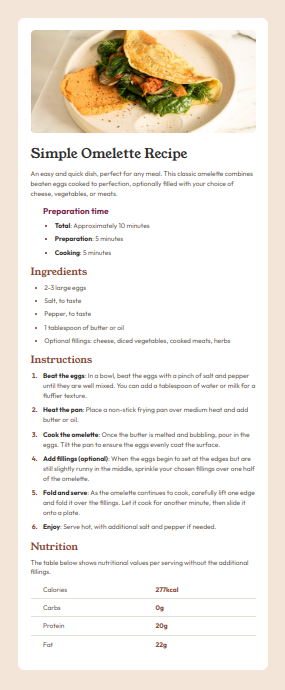 Simple Omelette Recipe
An easy and quick dish, perfect for any meal. This classic omelette combines
beaten eggs cooked to perfection, optionally filled with your choice of
cheese, vegetables, or meats.
Preparation time
• Total: Approximately 10 minutes
• Preparation: 5 minutes
• Cooking: 5 minutes
Ingredients
• 2-3 large eggs
• Salt, to taste
• Pepper, to taste
• 1 tablespoon of butter or oil
• Optional fillings: cheese, diced vegetables, cooked meats, herbs
Instructions
1. Beat the eggs: In a bowl, beat the eggs with a pinch of salt and pepper
until they are well mixed. You can add a tablespoon of water or milk for a
fluffier texture.
2. Heat the pan: Place a non-stick frying pan over medium heat and add
butter or oil.
3. Cook the omelette: Once the butter is melted and bubbling, pour in the
eggs. Tilt the pan to ensure the eggs evenly coat the surface.
4. Add fillings (optional): When the eggs begin to set at the edges but are
still slightly runny in the middle, sprinkle your chosen fillings over one half
of the omelette.
5. Fold and serve: As the omelette continues to cook, carefully lift one edge
and fold it over the fillings. Let it cook for another minute, then slide it
onto a plate.
6. Enjoy: Serve hot, with additional salt and pepper if needed.
Nutrition
The table below shows nutritional values per serving without the additional
fillings.
Calories 277kcal
Carbs 0g
Protein 20g
Fat 22g